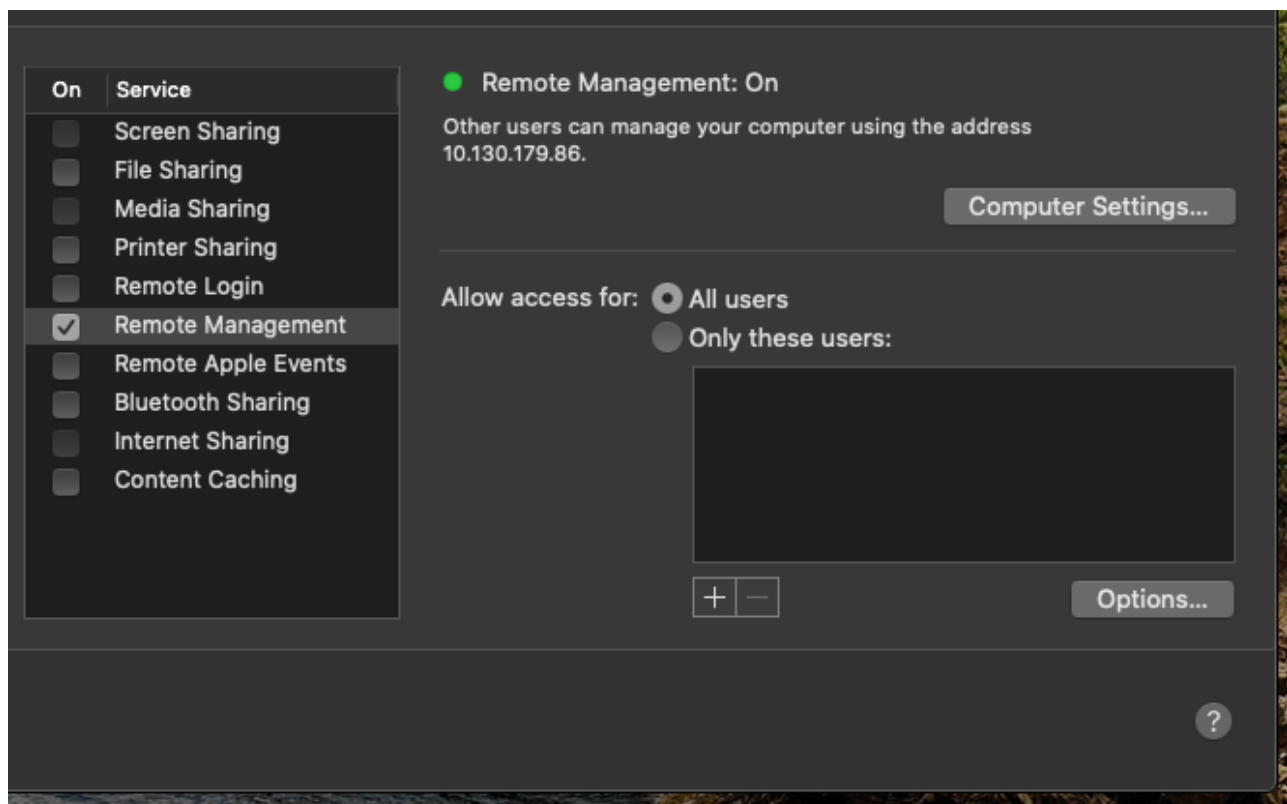 On Service
Screen Sharing
File Sharing
Media Sharing
Printer Sharing
Remote Login
Remote Management
Remote Apple Events
Bluetooth Sharing
Internet Sharing
Content Caching
Remote Management: On
Other users can manage your computer using the address
10.130.179.86.
Computer Settings...
Allow access for: All users
Only these users:
+ −
Options...
?